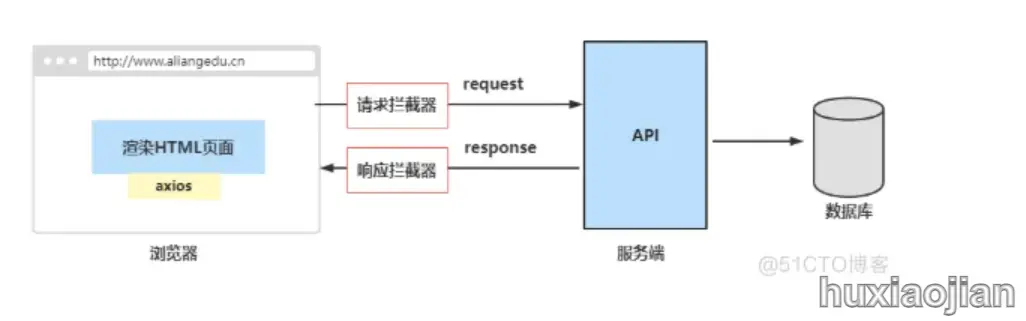 http://www.aliangedu.cn
渲染HTML页面
axios
浏览器
请求拦截器
request
响应拦截器
response
API
服务端
数据库
@51CTO博客
huxiaojian